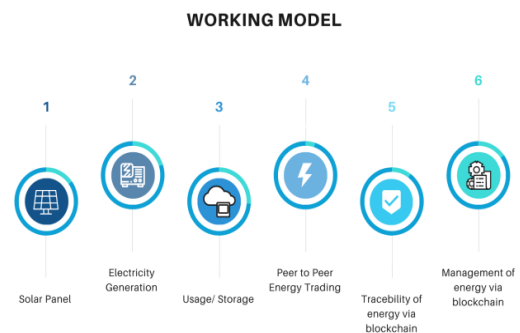 WORKING MODEL
1
2
3
4
5
6
Solar Panel
Electricity
Generation
Usage/ Storage
Peer to Peer
Energy Trading
Tracebility of
energy via
blockchain
Management of
energy via
blockchain